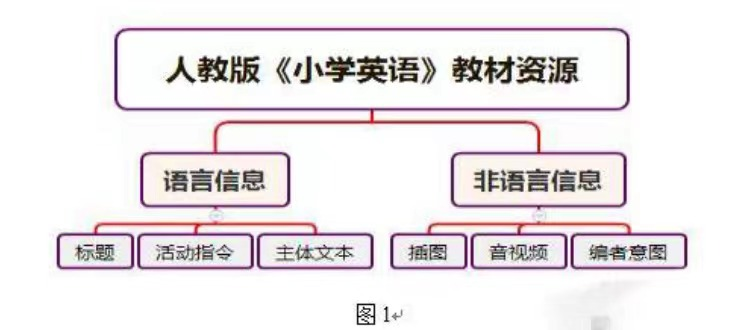 人教版《小学英语》教材资源
语言信息 非语言信息
标题 活动指令 主体文本 插图 音视频 编者意图
图1